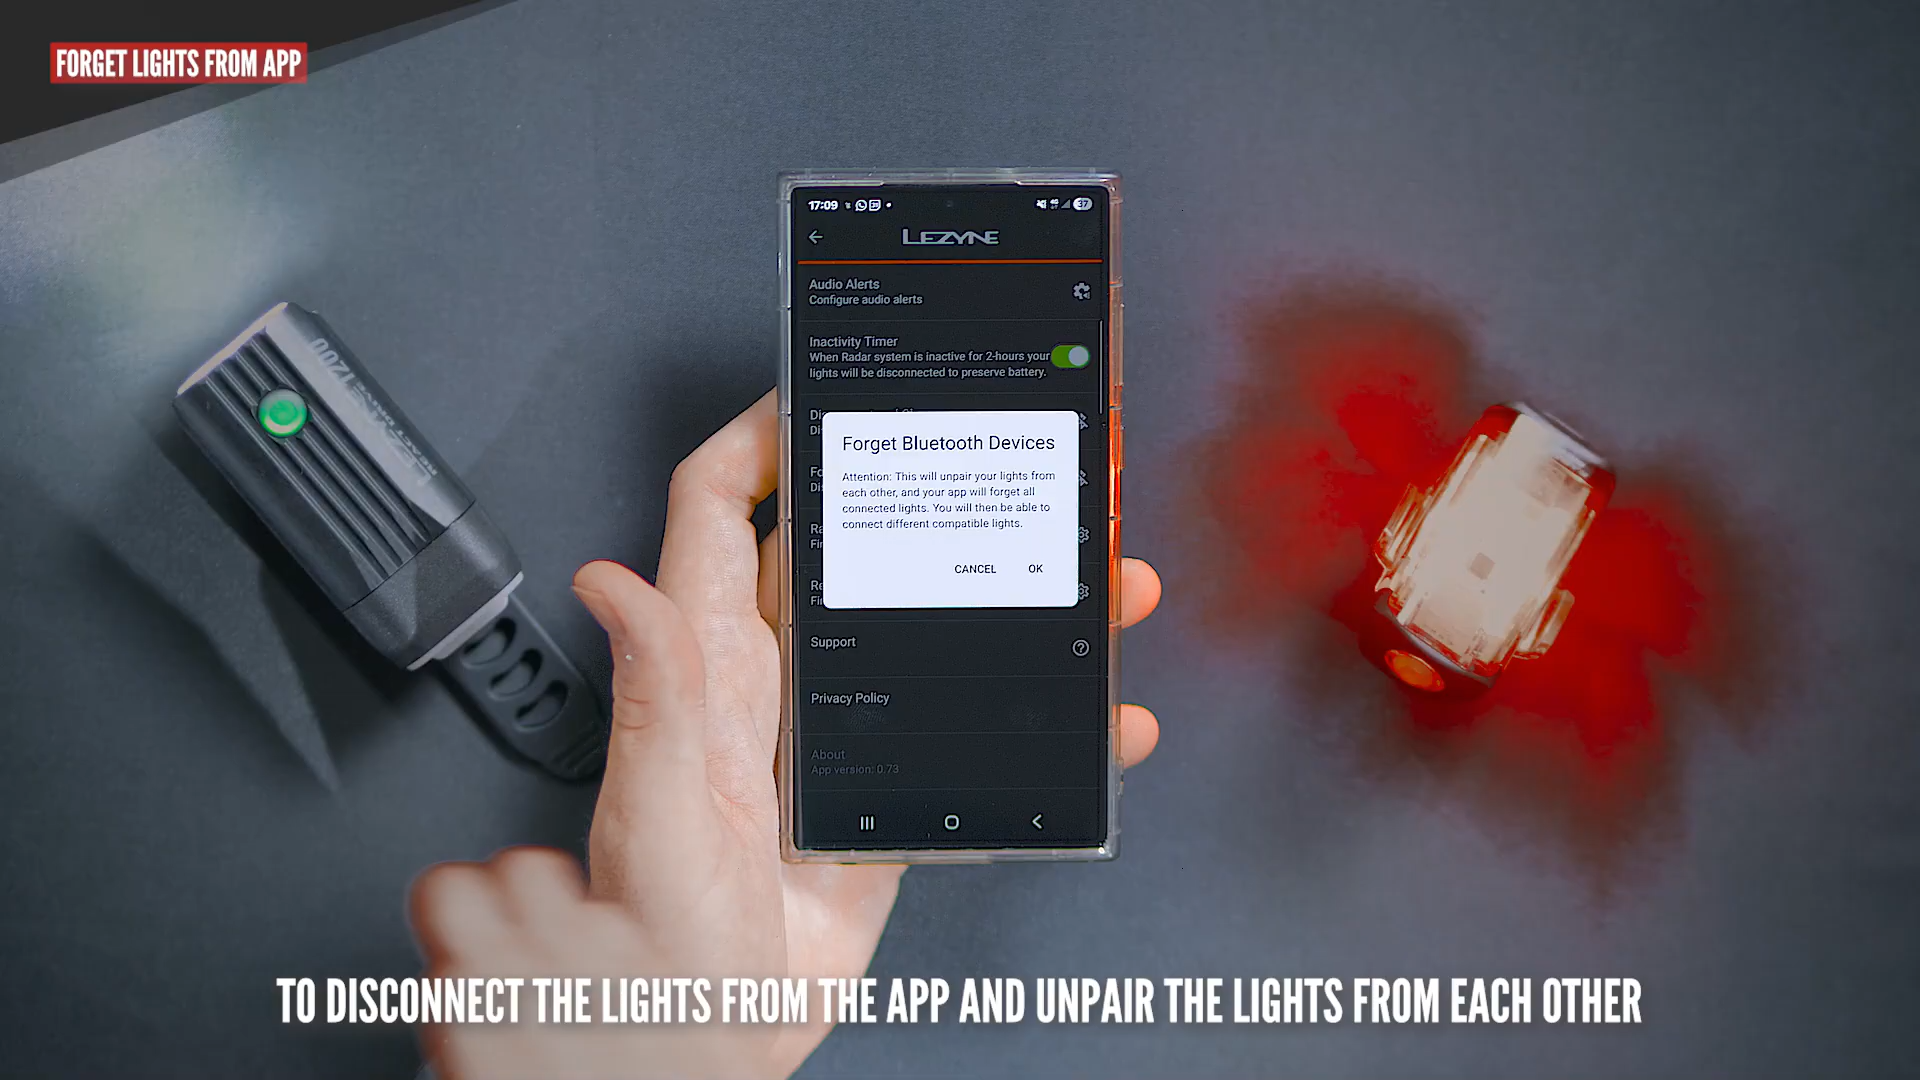 FORGET LIGHTS FROM APP
17:09
37
LEZYNE
Audio Alerts
Configure audio alerts
Inactivity Timer
When Radar system is inactive for 2-hours your
lights will be disconnected to preserve battery.
Forget Bluetooth Devices
Attention: This will unpair your lights from
each other, and your app will forget all
connected lights. You will then be able to
connect different compatible lights.
CANCEL OK
Support
Privacy Policy
About
App version: 0.73
TO DISCONNECT THE LIGHTS FROM THE APP AND UNPAIR THE LIGHTS FROM EACH OTHER